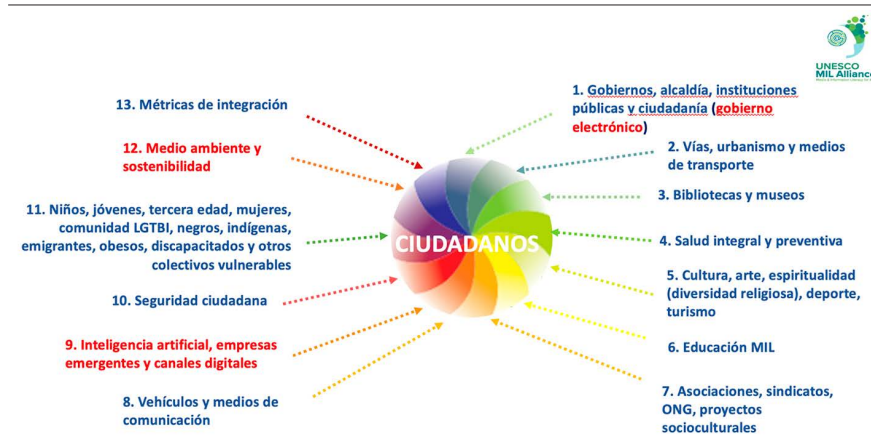 UNESCO
MIL Alliance
1. Gobiernos, alcaldía, instituciones
públicas y ciudadanía (gobierno
electrónico)
2. Vías, urbanismo y medios
de transporte
3. Bibliotecas y museos
4. Salud integral y preventiva
5. Cultura, arte, espiritualidad
(diversidad religiosa), deporte,
turismo
6. Educación MIL
7. Asociaciones, sindicatos,
ONG, proyectos
socioculturales
8. Vehículos y medios de
comunicación
9. Inteligencia artificial, empresas
emergentes y canales digitales
10. Seguridad ciudadana
11. Niños, jóvenes, tercera edad, mujeres,
comunidad LGTBI, negros, indígenas,
emigrantes, obesos, discapacitados y otros
colectivos vulnerables
12. Medio ambiente y
sostenibilidad
13. Métricas de integración
CIUDADANOS